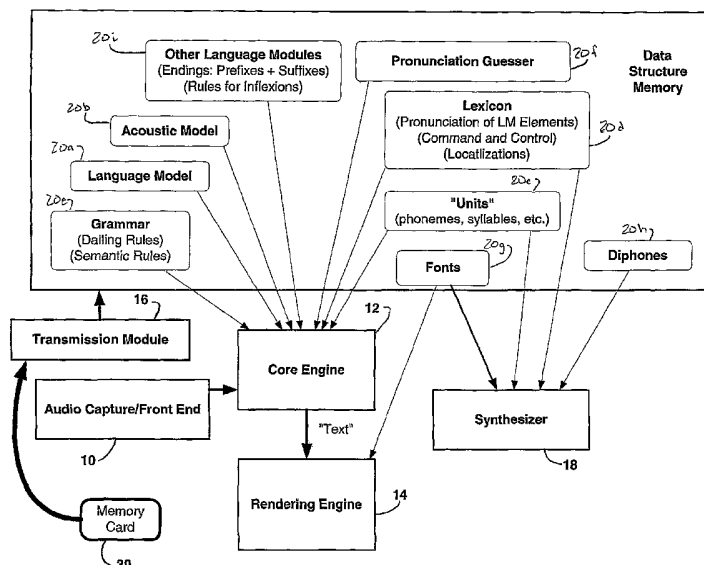 20i
Other Language Modules
(Endings: Prefixes + Suffixes)
(Rules for Inflexions)
Pronunciation Guesser
20f
Data
Structure
Memory
20b
Acoustic Model
Lexicon
(Pronunciation of LM Elements)
(Command and Control)
(Locatlizations)
20d
20a
Language Model
20e
"Units"
(phonemes, syllables, etc.)
Grammar
(Dailing Rules)
(Semantic Rules)
20g
Fonts
20h
Diphones
16
Transmission Module
12
Core Engine
Audio Capture/Front End
10
"Text"
Synthesizer
18
Rendering Engine
14
Memory
Card
30